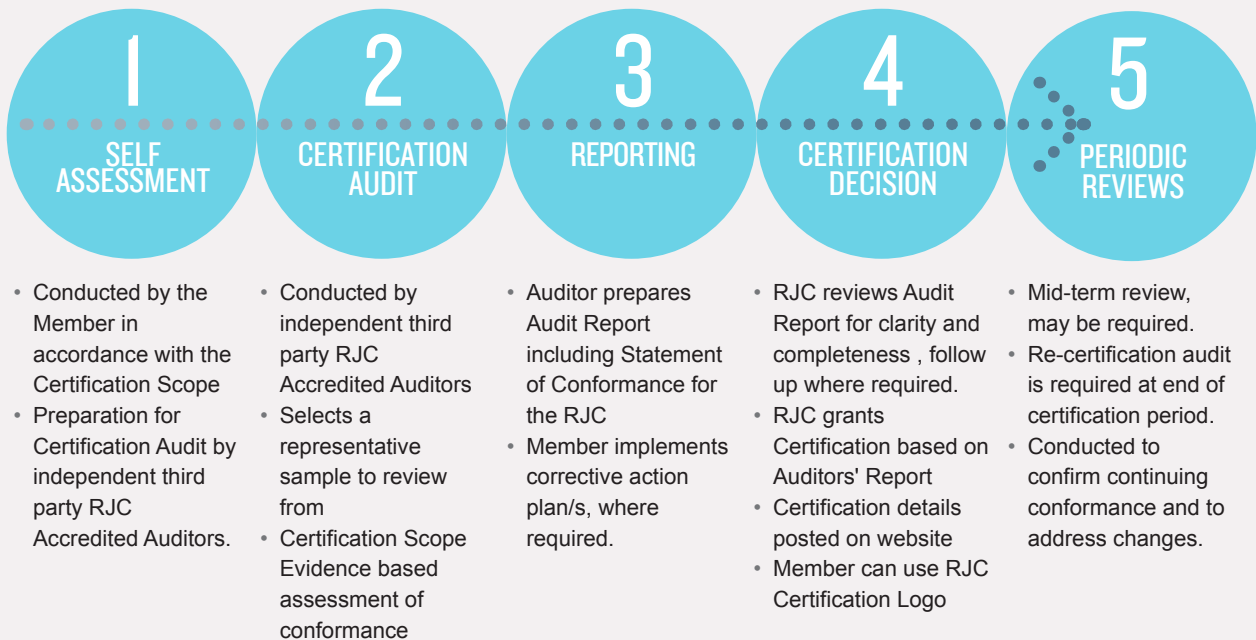 1
SELF
ASSESSMENT
• Conducted by the
Member in
accordance with the
Certification Scope
• Preparation for
Certification Audit by
independent third
party RJC
Accredited Auditors.
2
CERTIFICATION
AUDIT
• Conducted by
independent third
party RJC
Accredited Auditors
• Selects a
representative
sample to review
from
• Certification Scope
Evidence based
assessment of
conformance
3
REPORTING
• Auditor prepares
Audit Report
including Statement
of Conformance for
the RJC
• Member implements
corrective action
plan/s, where
required.
4
CERTIFICATION
DECISION
• RJC reviews Audit
Report for clarity and
completeness , follow
up where required.
• RJC grants
Certification based on
Auditors' Report
• Certification details
posted on website
• Member can use RJC
Certification Logo
5
PERIODIC
REVIEWS
• Mid-term review,
may be required.
• Re-certification audit
is required at end of
certification period.
• Conducted to
confirm continuing
conformance and to
address changes.